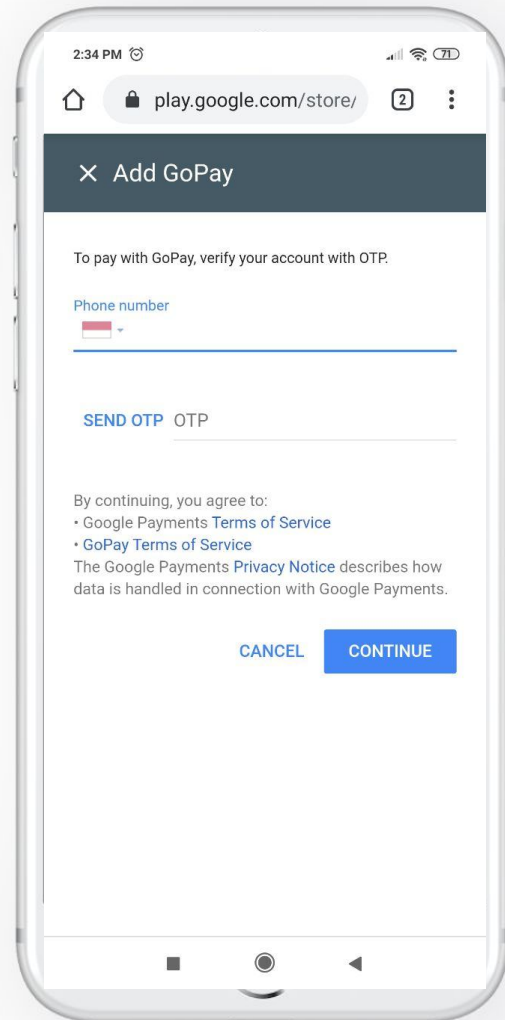 2:34 PM 71
play.google.com/store/ 2
Add GoPay
To pay with GoPay, verify your account with OTP.
Phone number
SEND OTP OTP
By continuing, you agree to:
• Google Payments Terms of Service
• GoPay Terms of Service
The Google Payments Privacy Notice describes how
data is handled in connection with Google Payments.
CANCEL CONTINUE